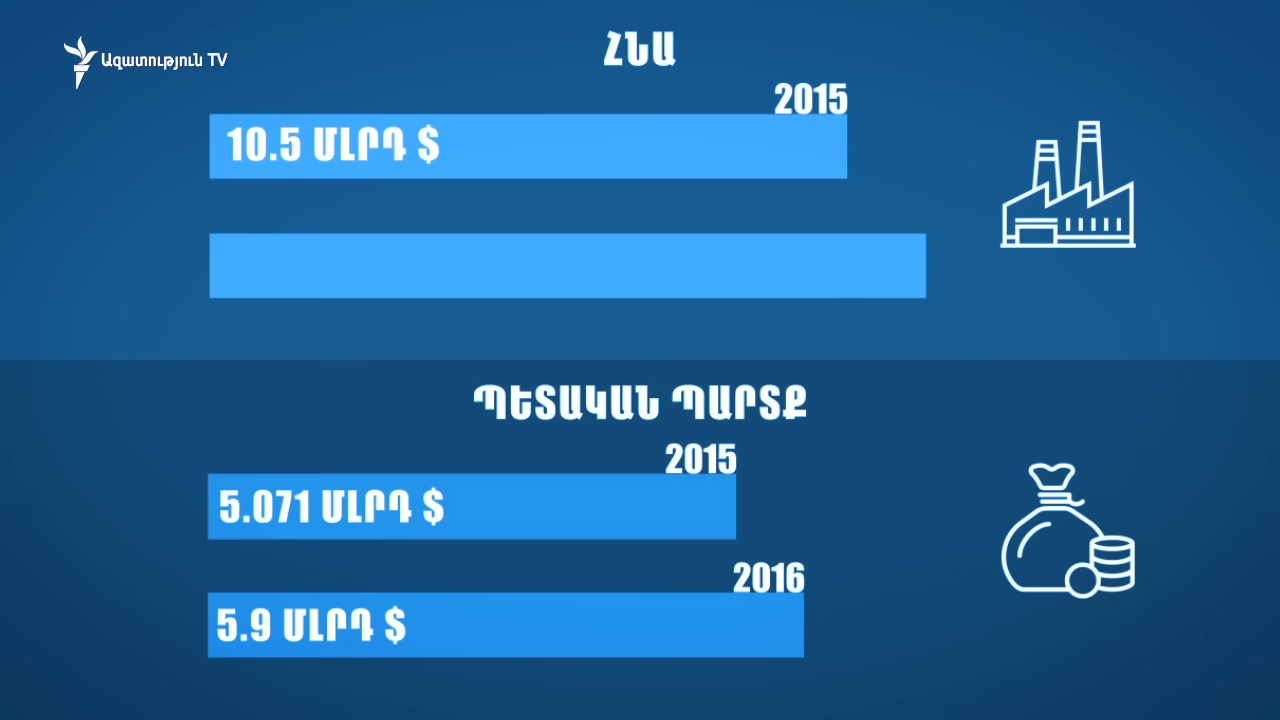 Ազատություն TV
ՀՆԱ
2015
10.5 ՄԼՐԴ $
ՊԵՏԱԿԱՆ ՊԱՐՏՔ
2015
5.071 ՄԼՐԴ $
2016
5.9 ՄԼՐԴ $